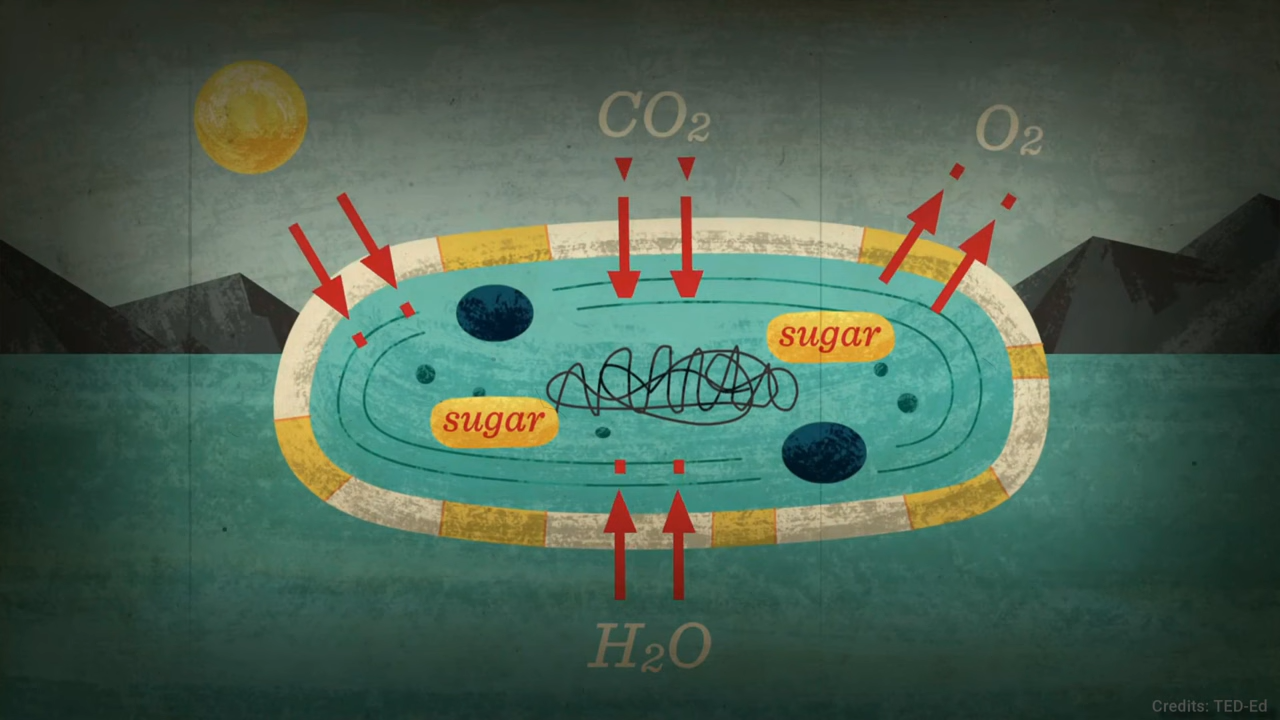 CO₂
O₂
sugar
sugar
H₂O
Credits: TED-Ed